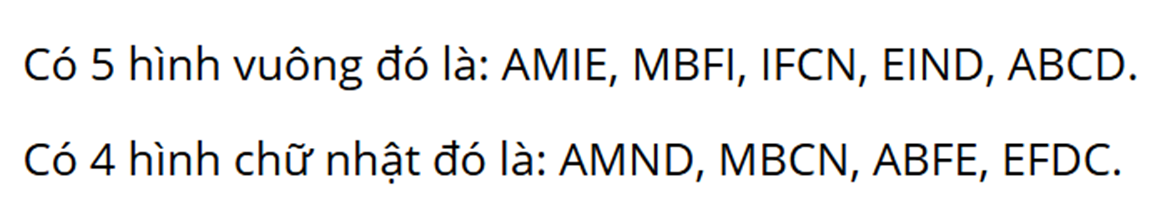 Có 5 hình vuông đó là: AMIE, MBFI, IFCN, EIND, ABCD.
Có 4 hình chữ nhật đó là: AMND, MBCN, ABFE, EFDC.